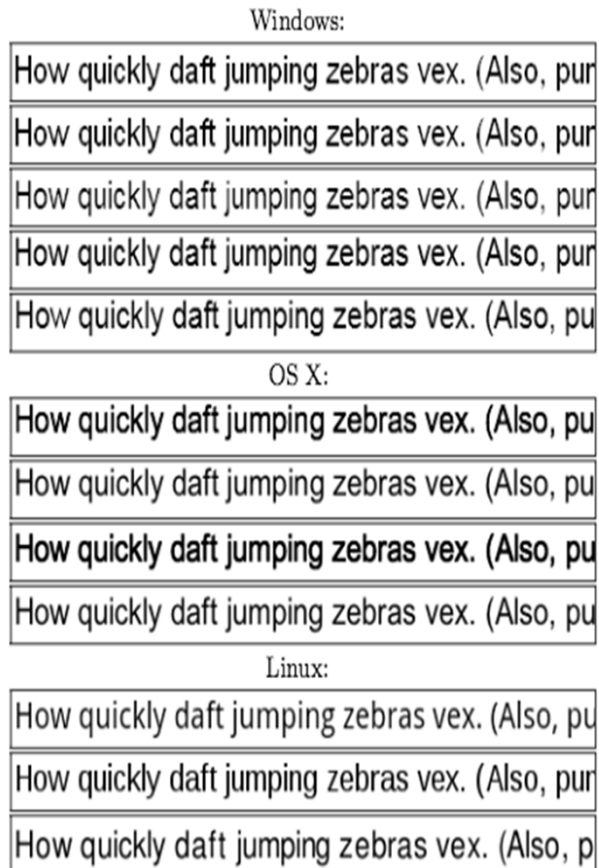 Windows:
How quickly daft jumping zebras vex. (Also, pur
How quickly daft jumping zebras vex. (Also, pur
How quickly daft jumping zebras vex. (Also, pur
How quickly daft jumping zebras vex. (Also, pur
How quickly daft jumping zebras vex. (Also, pu
OS X:
How quickly daft jumping zebras vex. (Also, pu
How quickly daft jumping zebras vex. (Also, pu
How quickly daft jumping zebras vex. (Also, pu
How quickly daft jumping zebras vex. (Also, pu
Linux:
How quickly daft jumping zebras vex. (Also, pu
How quickly daft jumping zebras vex. (Also, pur
How quickly daft jumping zebras vex. (Also, p